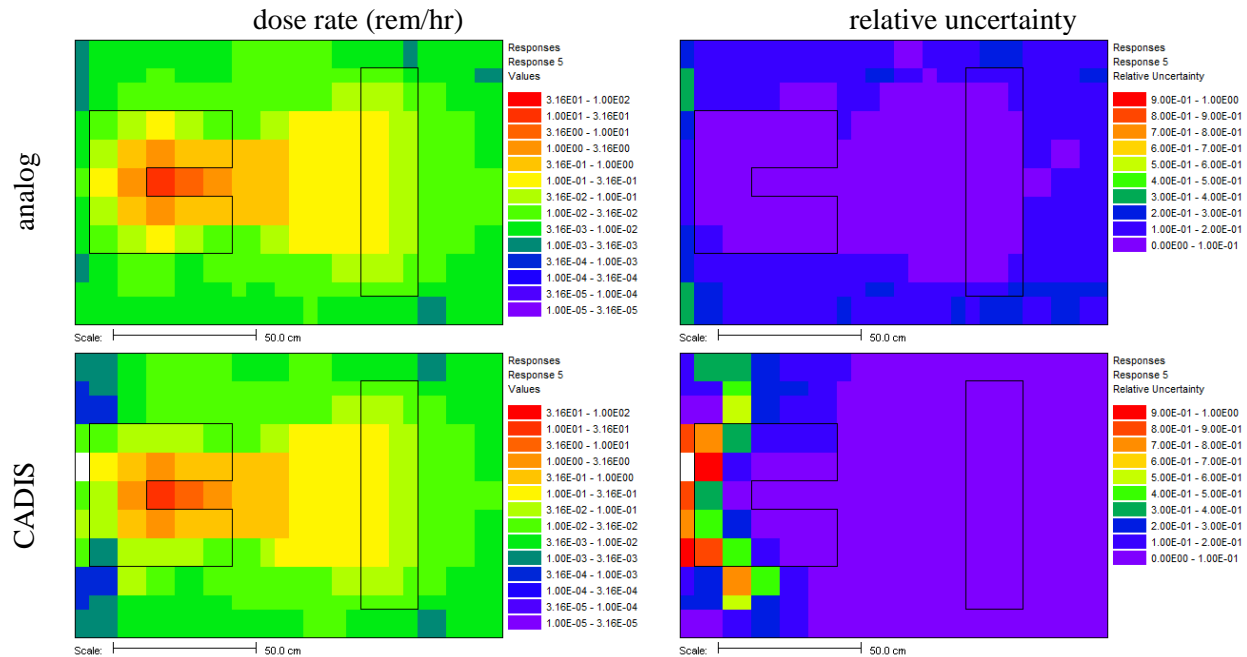 dose rate (rem/hr)
relative uncertainty
analog
Responses
Response 5
Values
3.16E01 - 1.00E02
1.00E01 - 3.16E01
3.16E00 - 1.00E01
1.00E00 - 3.16E00
3.16E-01 - 1.00E00
1.00E-01 - 3.16E-01
3.16E-02 - 1.00E-01
1.00E-02 - 3.16E-02
3.16E-03 - 1.00E-02
1.00E-03 - 3.16E-03
3.16E-04 - 1.00E-03
1.00E-04 - 3.16E-04
3.16E-05 - 1.00E-04
1.00E-05 - 3.16E-05
Scale:
50.0 cm
Responses
Response 5
Relative Uncertainty
9.00E-01 - 1.00E00
8.00E-01 - 9.00E-01
7.00E-01 - 8.00E-01
6.00E-01 - 7.00E-01
5.00E-01 - 6.00E-01
4.00E-01 - 5.00E-01
3.00E-01 - 4.00E-01
2.00E-01 - 3.00E-01
1.00E-01 - 2.00E-01
0.00E00 - 1.00E-01
Scale:
50.0 cm
CADIS
Responses
Response 5
Values
3.16E01 - 1.00E02
1.00E01 - 3.16E01
3.16E00 - 1.00E01
1.00E00 - 3.16E00
3.16E-01 - 1.00E00
1.00E-01 - 3.16E-01
3.16E-02 - 1.00E-01
1.00E-02 - 3.16E-02
3.16E-03 - 1.00E-02
1.00E-03 - 3.16E-03
3.16E-04 - 1.00E-03
1.00E-04 - 3.16E-04
3.16E-05 - 1.00E-04
1.00E-05 - 3.16E-05
Scale:
50.0 cm
Responses
Response 5
Relative Uncertainty
9.00E-01 - 1.00E00
8.00E-01 - 9.00E-01
7.00E-01 - 8.00E-01
6.00E-01 - 7.00E-01
5.00E-01 - 6.00E-01
4.00E-01 - 5.00E-01
3.00E-01 - 4.00E-01
2.00E-01 - 3.00E-01
1.00E-01 - 2.00E-01
0.00E00 - 1.00E-01
Scale:
50.0 cm